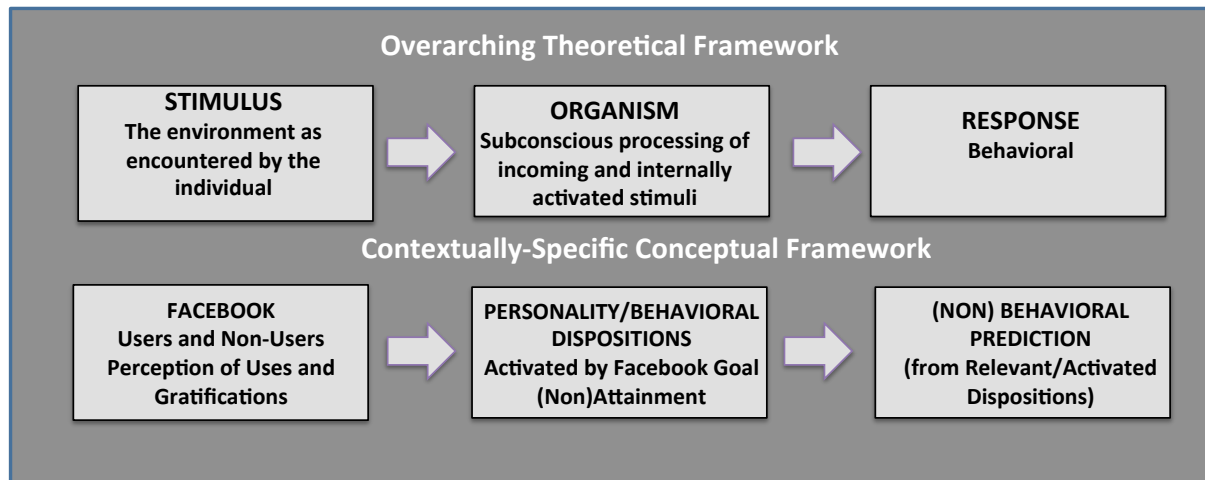 Overarching Theoretical Framework
STIMULUS
The environment as
encountered by the
individual
ORGANISM
Subconscious processing of
incoming and internally
activated stimuli
RESPONSE
Behavioral
Contextually-Specific Conceptual Framework
FACEBOOK
Users and Non-Users
Perception of Uses and
Gratifications
PERSONALITY/BEHAVIORAL
DISPOSITIONS
Activated by Facebook Goal
(Non)Attainment
(NON) BEHAVIORAL
PREDICTION
(from Relevant/Activated
Dispositions)